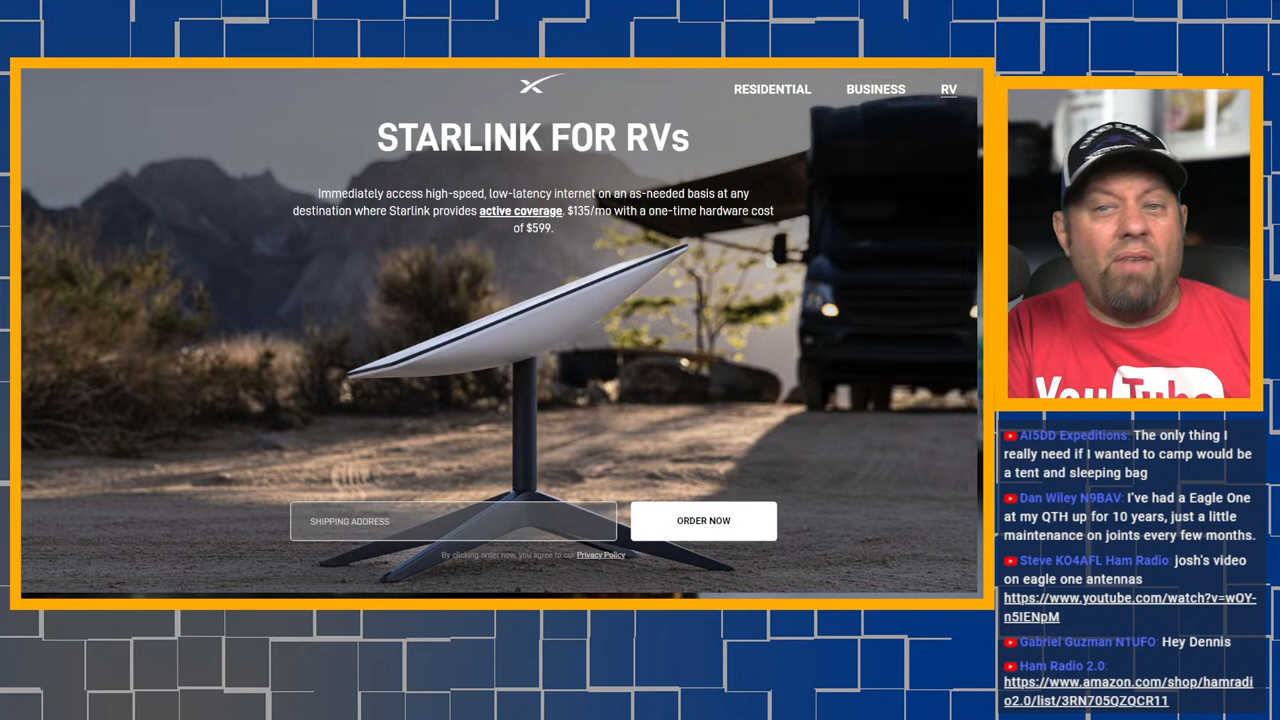 RESIDENTIAL BUSINESS RV
STARLINK FOR RVs
Immediately access high-speed, low-latency internet on an as-needed basis at any
destination where Starlink provides active coverage. $135/mo with a one-time hardware cost
of $599.
SHIPPING ADDRESS
ORDER NOW
By clicking order now, you agree to our Privacy Policy
YouTube
AI5DD Expeditions: The only thing I
really need if I wanted to camp would be
a tent and sleeping bag
Dan Wiley N9BAV: I've had a Eagle One
at my QTH up for 10 years, just a little
maintenance on joints every few months.
Steve KO4AFL Ham Radio: josh's video
on eagle one antennas
https://www.youtube.com/watch?v=wOY-
n5IENpM
Gabriel Guzman N1UFO: Hey Dennis
Ham Radio 2.0:
https://www.amazon.com/shop/hamradi
o2.0/list/3RN705QZQCR11